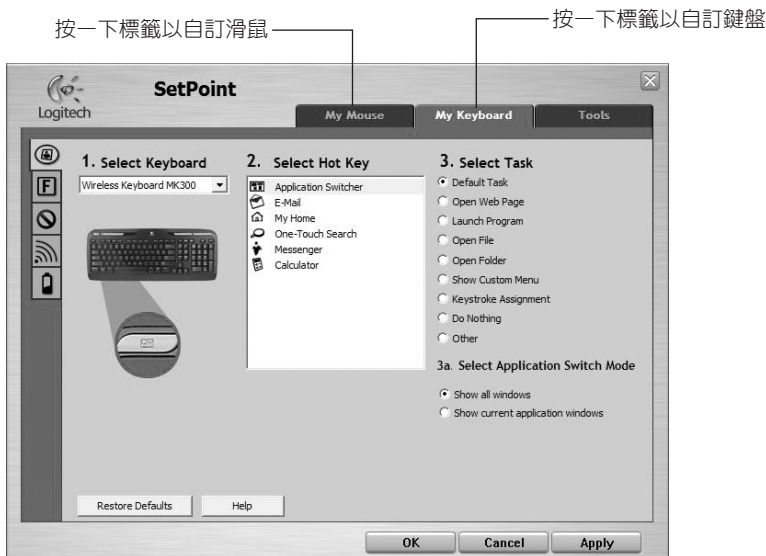 按一下標籤以自訂滑鼠
按一下標籤以自訂鍵盤
Logitech
SetPoint
My Mouse
My Keyboard
Tools
1. Select Keyboard
Wireless Keyboard MK300
2. Select Hot Key
Application Switcher
E-Mail
My Home
One-Touch Search
Messenger
Calculator
3. Select Task
Default Task
Open Web Page
Launch Program
Open File
Open Folder
Show Custom Menu
Keystroke Assignment
Do Nothing
Other
3a. Select Application Switch Mode
Show all windows
Show current application windows
Restore Defaults
Help
OK
Cancel
Apply